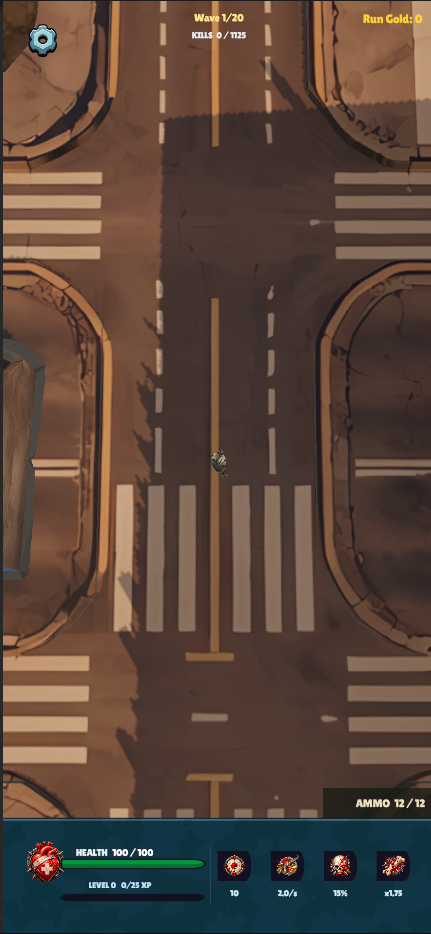 Wave 1/20
Run Gold: 0
KILLS 0 / 1125
AMMO 12 / 12
HEALTH 100 / 100
LEVEL 0 0/25 XP
10
2.0/s
15%
x1.75